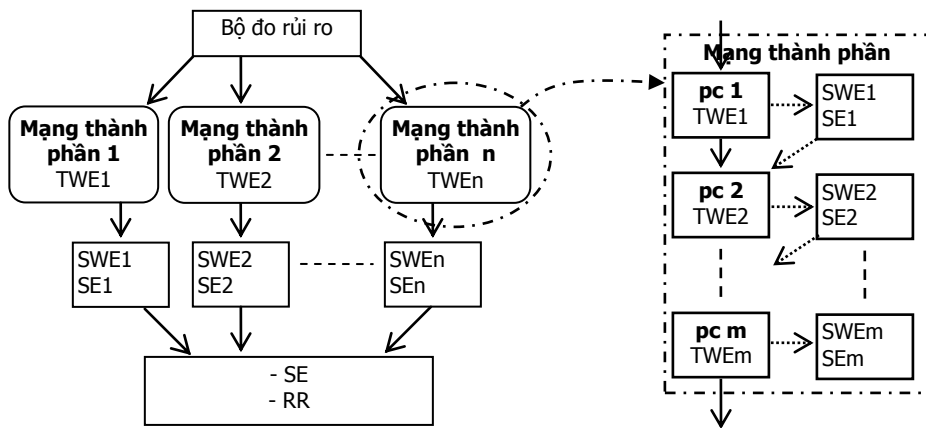 Bộ đo rủi ro
Mạng thành
phần 1
TWE1
Mạng thành
phần 2
TWE2
Mạng thành
phần n
TWEn
SWE1
SE1
SWE2
SE2
SWEn
SEn
- SE
- RR
Mạng thành phần
pc 1
TWE1
SWE1
SE1
pc 2
TWE2
SWE2
SE2
pc m
TWEm
SWEm
SEm